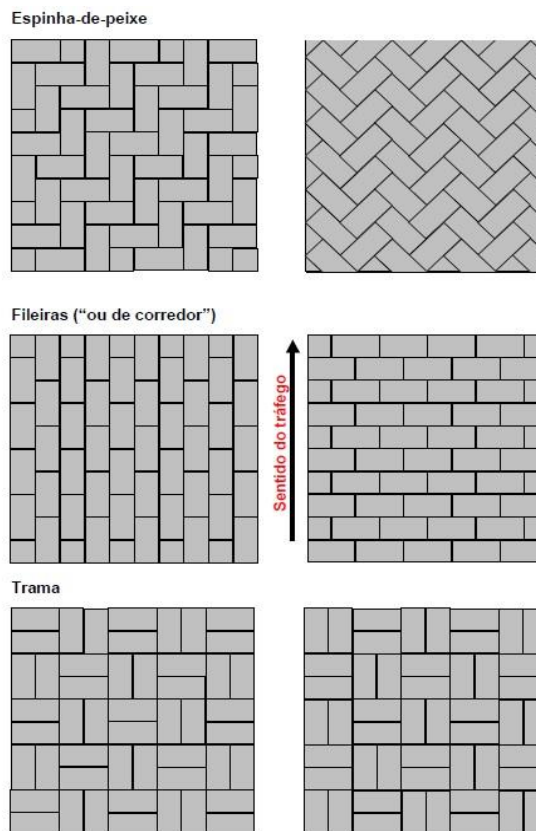 Espinha-de-peixe
Fileiras (“ou de corredor”)
Sentido do tráfego
Trama